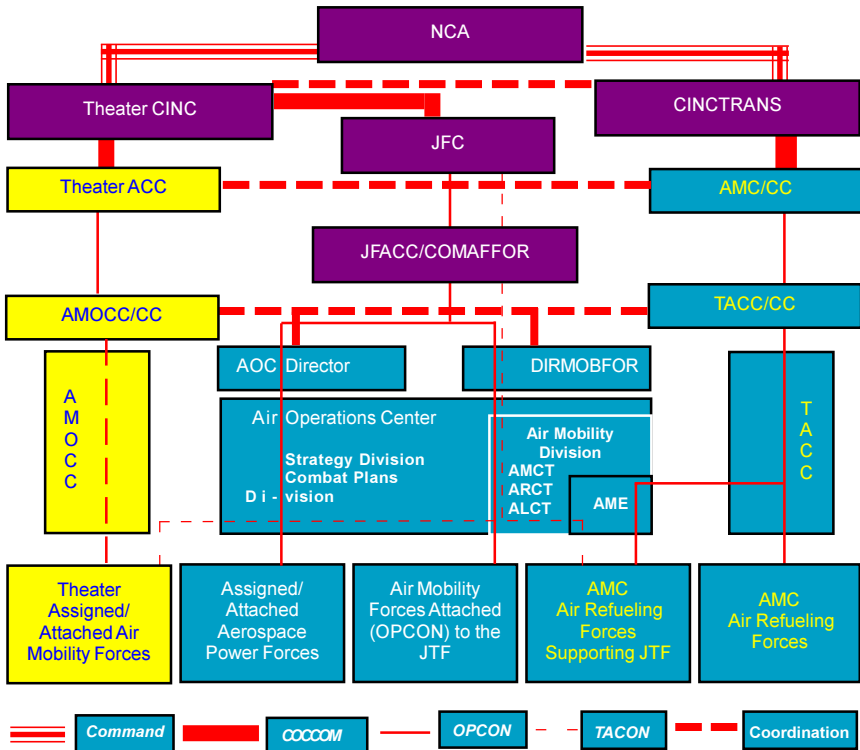 NCA
Theater CINC
CINCTRANS
JFC
Theater ACC
AMC/CC
JFACC/COMAFFOR
AMOCC/CC
TACC/CC
AOC Director
DIRMOBFOR
A
M
O
C
C
Air Operations Center
Strategy Division
Combat Plans
Di-vision
Air Mobility
Division
AMCT
ARCT
ALCT
AME
T
A
C
C
Theater
Assigned/
Attached Air
Mobility Forces
Assigned/
Attached
Aerospace
Power Forces
Air Mobility
Forces Attached
(OPCON) to the
JTF
AMC
Air Refueling
Forces
Supporting JTF
AMC
Air Refueling
Forces
Command
COCCOM
OPCON
TACON
Coordination